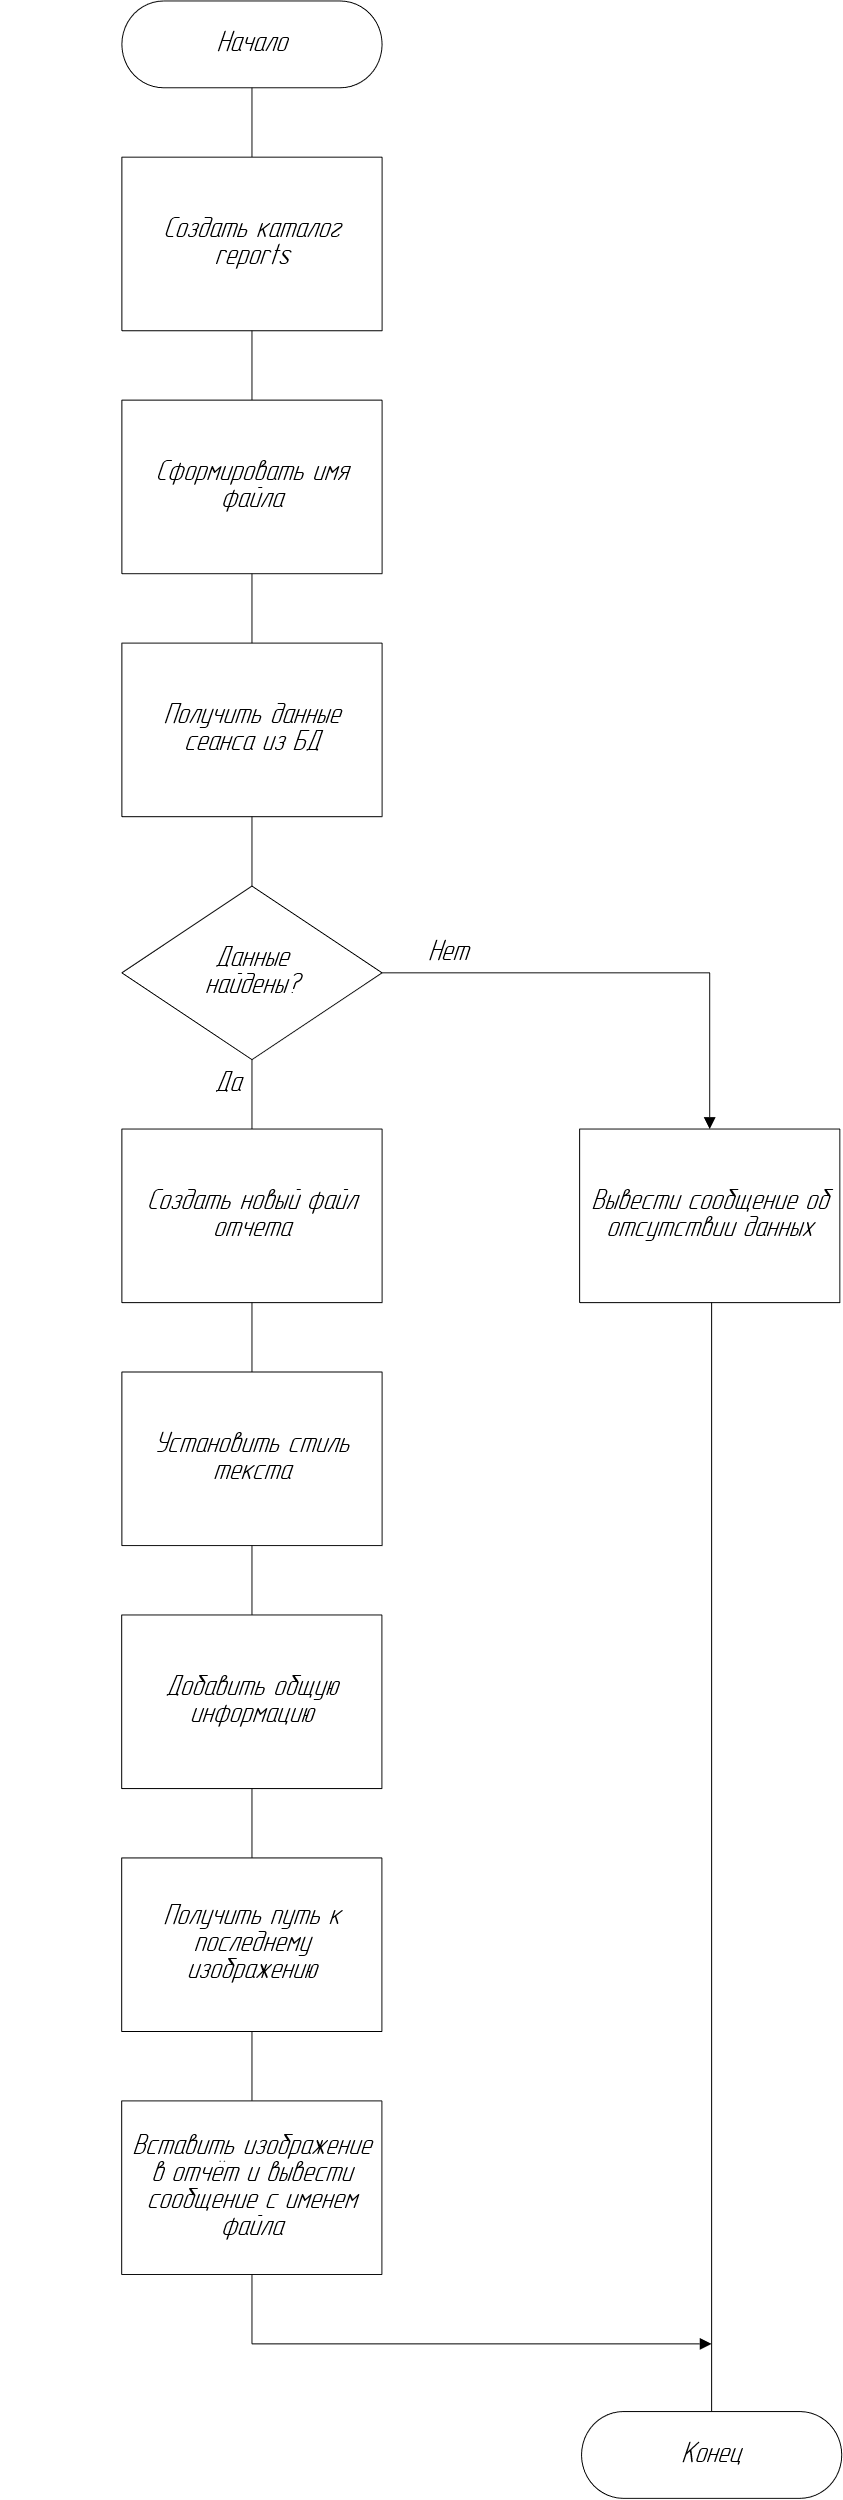 Начало
Создать каталог
reports
Сформировать имя
файла
Получить данные
сеанса из БД
Данные
найдены?
Нет
Да
Создать новый файл
отчета
Вывести сообщение об
отсутствии данных
Установить стиль
текста
Добавить общую
информацию
Получить путь к
последнему
изображению
Вставить изображение
в отчёт и вывести
сообщение с именем
файла
Конец